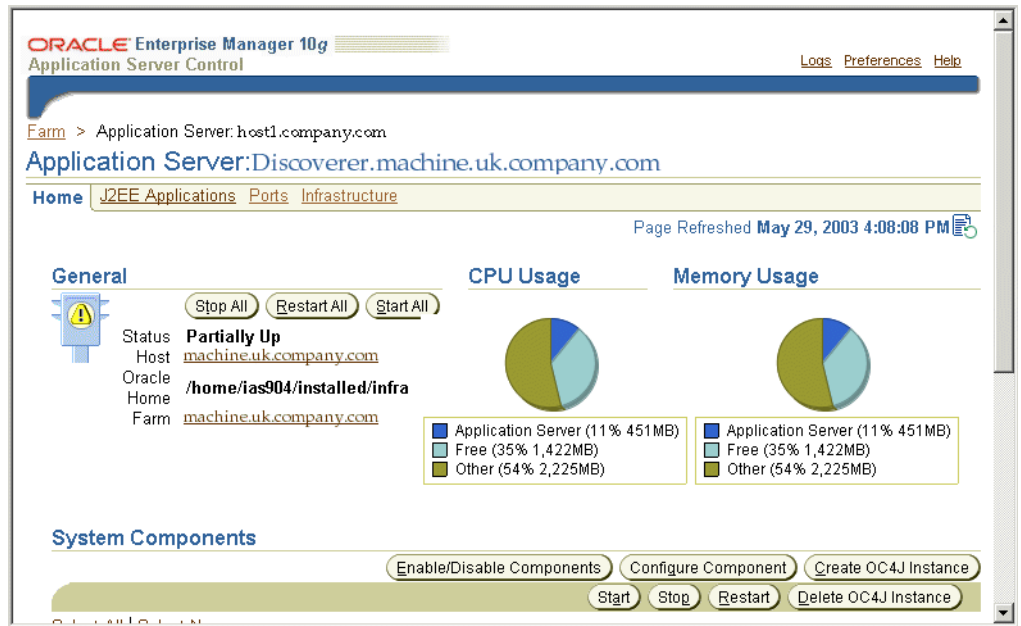 ORACLE Enterprise Manager 10g
Application Server Control
Logs Preferences Help
Farm > Application Server: host1.company.com
Application Server:Discoverer.machine.uk.company.com
Home J2EE Applications Ports Infrastructure
Page Refreshed May 29, 2003 4:08:08 PM
General
CPU Usage
Memory Usage
Stop All Restart All Start All
Status Partially Up
Host machine.uk.company.com
Oracle Home /home/ias904/installed/infra
Farm machine.uk.company.com
Application Server (11% 451MB)
Free (35% 1,422MB)
Other (54% 2,225MB)
Application Server (11% 451MB)
Free (35% 1,422MB)
Other (54% 2,225MB)
System Components
Enable/Disable Components Configure Component Create OC4J Instance
Start Stop Restart Delete OC4J Instance